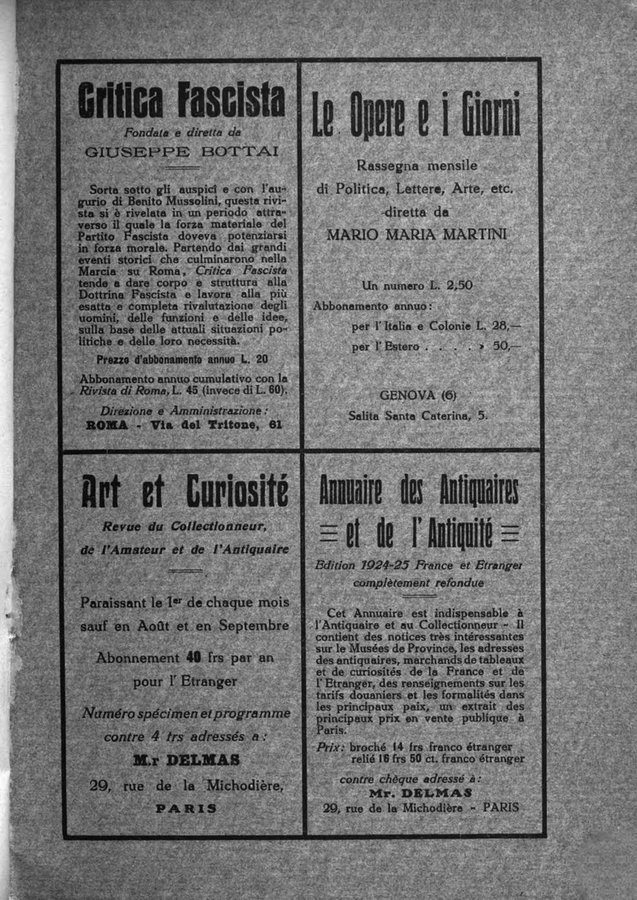 Critica Fascista
Fondata e diretta da
GIUSEPPE BOTTAI
Sorta sotto gli auspici e con l'au-
gurio di Benito Mussolini, questa rivi-
sta si è rivelata in un periodo attra-
verso il quale la forza materiale del
Partito Fascista doveva potenziarsi
in forza morale. Partendo dai grandi
eventi storici che culminarono nella
Marcia su Roma, Critica Fascista
tende a dare corpo e struttura alla
Dottrina Fascista e lavora alla più
esatta e completa rivalutazione degli
uomini, delle funzioni e delle idee,
sulla base delle attuali situazioni po-
litiche e delle loro necessità.
Prezzo d'abbonamento annuo L. 20
Abbonamento annuo cumulativo con la
Rivista di Roma, L. 45 (invece di L. 60).
Direzione e Amministrazione:
ROMA - Via del Tritone, 61
Le Opere e i Giorni
Rassegna mensile
di Politica, Lettere, Arte, etc.
diretta da
MARIO MARIA MARTINI
Un numero L. 2,50
Abbonamento annuo:
per l'Italia e Colonie L. 28,—
per l'Estero . . . . » 50,—
GENOVA (6)
Salita Santa Caterina, 5.
Art et Curiosité
Revue du Collectionneur,
de l'Amateur et de l'Antiquaire
Paraissant le 1er de chaque mois
sauf en Août et en Septembre
Abonnement 40 frs par an
pour l'Etranger
Numéro spécimen et programme
contre 4 frs adressés a:
M.r DELMAS
29, rue de la Michodière,
PARIS
Annuaire des Antiquaires
et de l'Antiquité
Edition 1924-25 France et Etranger
complètement refondue
Cet Annuaire est indispensable à
l'Antiquaire et au Collectionneur - Il
contient des notices très intéressantes
sur le Musées de Province, les adresses
des antiquaires, marchands de tableaux
et de curiosités de la France et de
l'Etranger, des renseignements sur les
tarifs douaniers et les formalités dans
les principaux paix, un extrait des
principaux prix en vente publique à
Paris.
Prix: broché 14 frs franco étranger
relié 16 frs 50 ct. franco étranger
contre chèque adressé a:
Mr. DELMAS
29, rue de la Michodière - PARIS